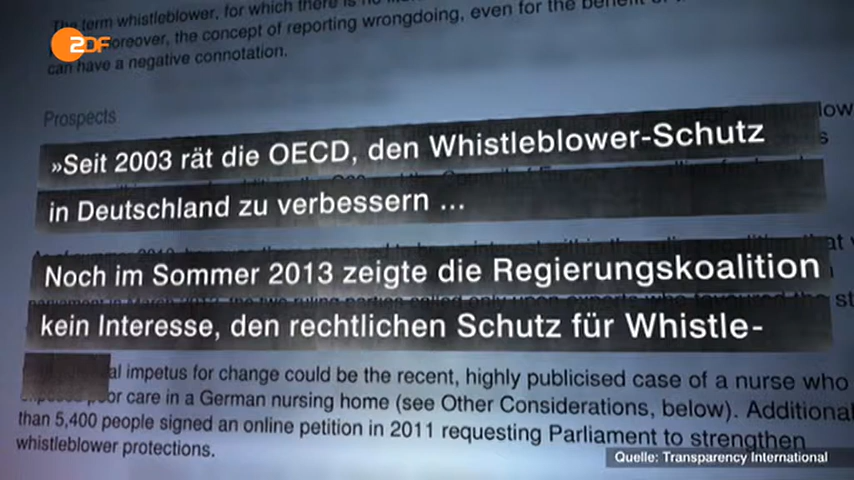 The term whistleblower, for which there is no
ZDF
Moreover, the concept of reporting wrongdoing, even for the benefit of
can have a negative connotation.
Prospects
»Seit 2003 rät die OECD, den Whistleblower-Schutz
in Deutschland zu verbessern ...
Noch im Sommer 2013 zeigte die Regierungskoalition
kein Interesse, den rechtlichen Schutz für Whistle-
al impetus for change could be the recent, highly publicised case of a nurse who
poor care in a German nursing home (see Other Considerations, below). Additional
than 5,400 people signed an online petition in 2011 requesting Parliament to strengthen
whistleblower protections.
Quelle: Transparency International